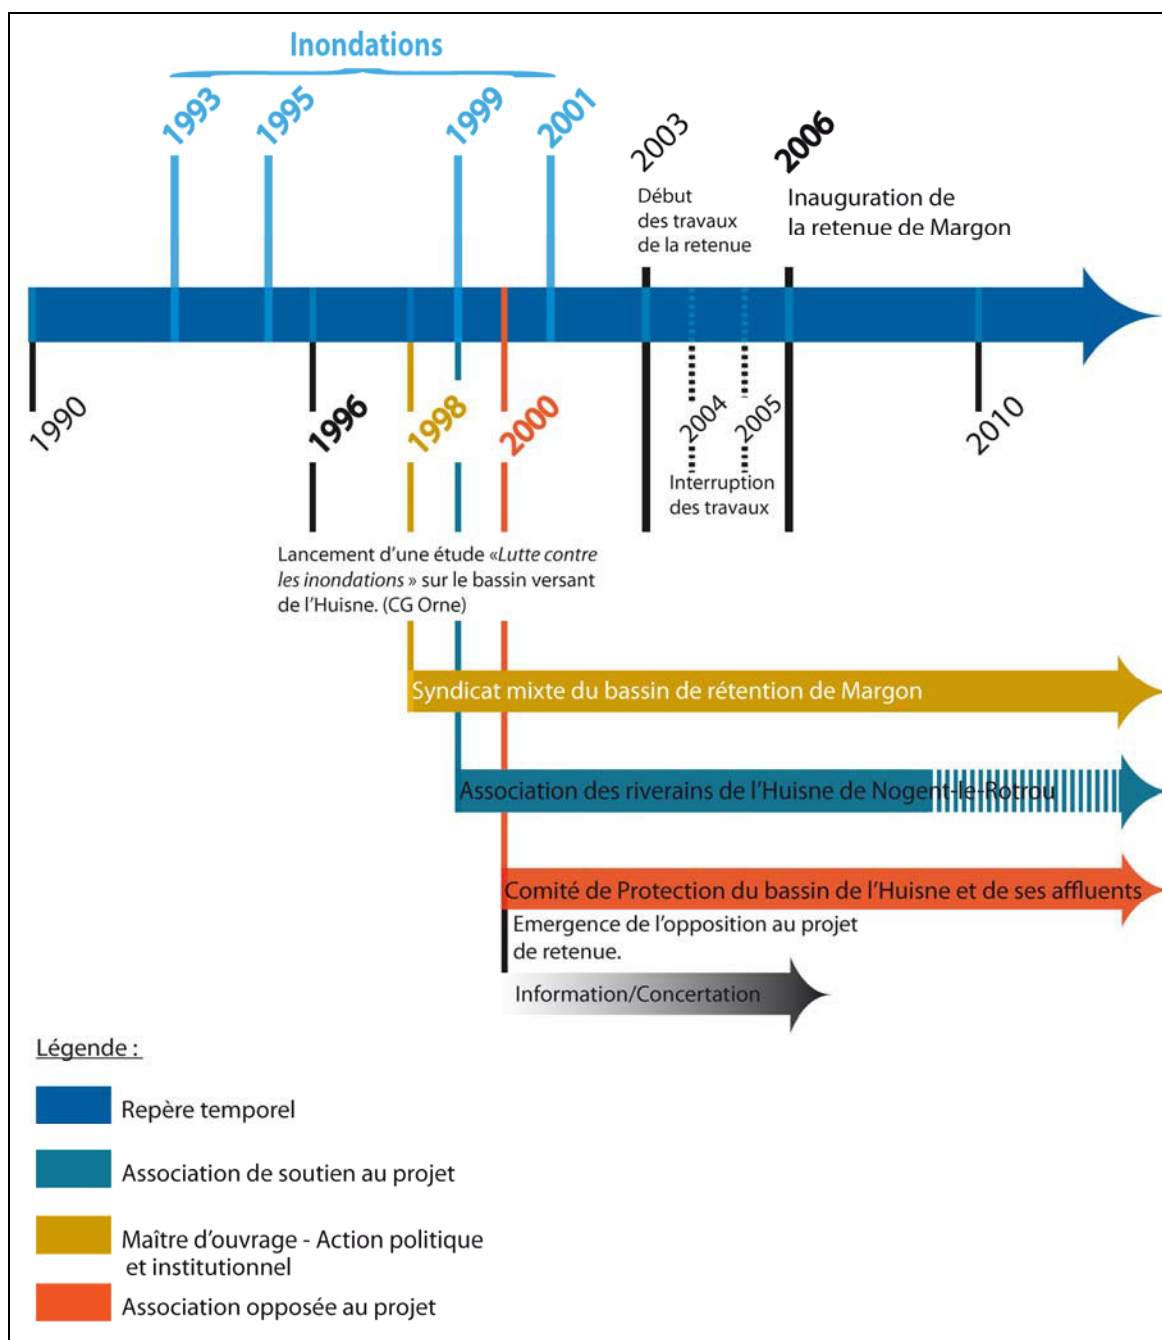 Inondations
1993
1995
1999
2001
2003
2006
Début
des travaux
de la retenue
Inauguration de
la retenue de Margon
1990
1996
1998
2000
2004
2005
2010
Interruption
des travaux
Lancement d'une étude «Lutte contre
les inondations » sur le bassin versant
de l'Huisne. (CG Orne)
Syndicat mixte du bassin de rétention de Margon
Association des riverains de l'Huisne de Nogent-le-Rotrou
Comité de Protection du bassin de l'Huisne et de ses affluents
Emergence de l'opposition au projet
de retenue.
Information/Concertation
Légende :
Repère temporel
Association de soutien au projet
Maître d'ouvrage - Action politique
et institutionnel
Association opposée au projet